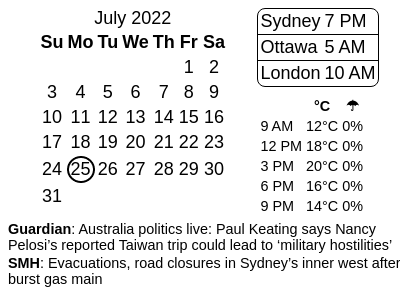 July 2022
Su Mo Tu We Th Fr Sa
1 2
3 4 5 6 7 8 9
10 11 12 13 14 15 16
17 18 19 20 21 22 23
24 25 26 27 28 29 30
31
Sydney 7 PM
Ottawa 5 AM
London 10 AM
°C ☂
9 AM 12°C 0%
12 PM 18°C 0%
3 PM 20°C 0%
6 PM 16°C 0%
9 PM 14°C 0%
Guardian: Australia politics live: Paul Keating says Nancy
Pelosi’s reported Taiwan trip could lead to ‘military hostilities’
SMH: Evacuations, road closures in Sydney’s inner west after
burst gas main